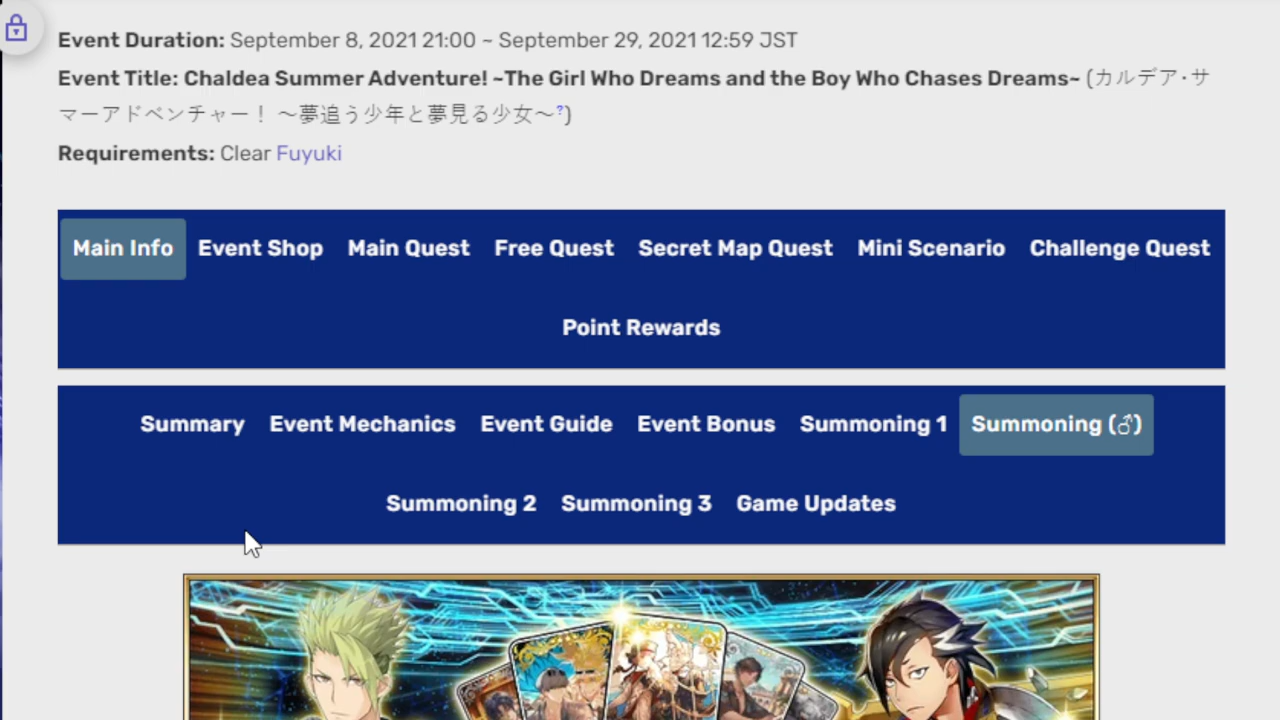 Event Duration: September 8, 2021 21:00 ~ September 29, 2021 12:59 JST
Event Title: Chaldea Summer Adventure! ~The Girl Who Dreams and the Boy Who Chases Dreams~ (カルデア・サ
マーアドベンチャー！ ～夢追う少年と夢見る少女～?)
Requirements: Clear Fuyuki
Main Info Event Shop Main Quest Free Quest Secret Map Quest Mini Scenario Challenge Quest
Point Rewards
Summary Event Mechanics Event Guide Event Bonus Summoning 1 Summoning (♂)
Summoning 2 Summoning 3 Game Updates